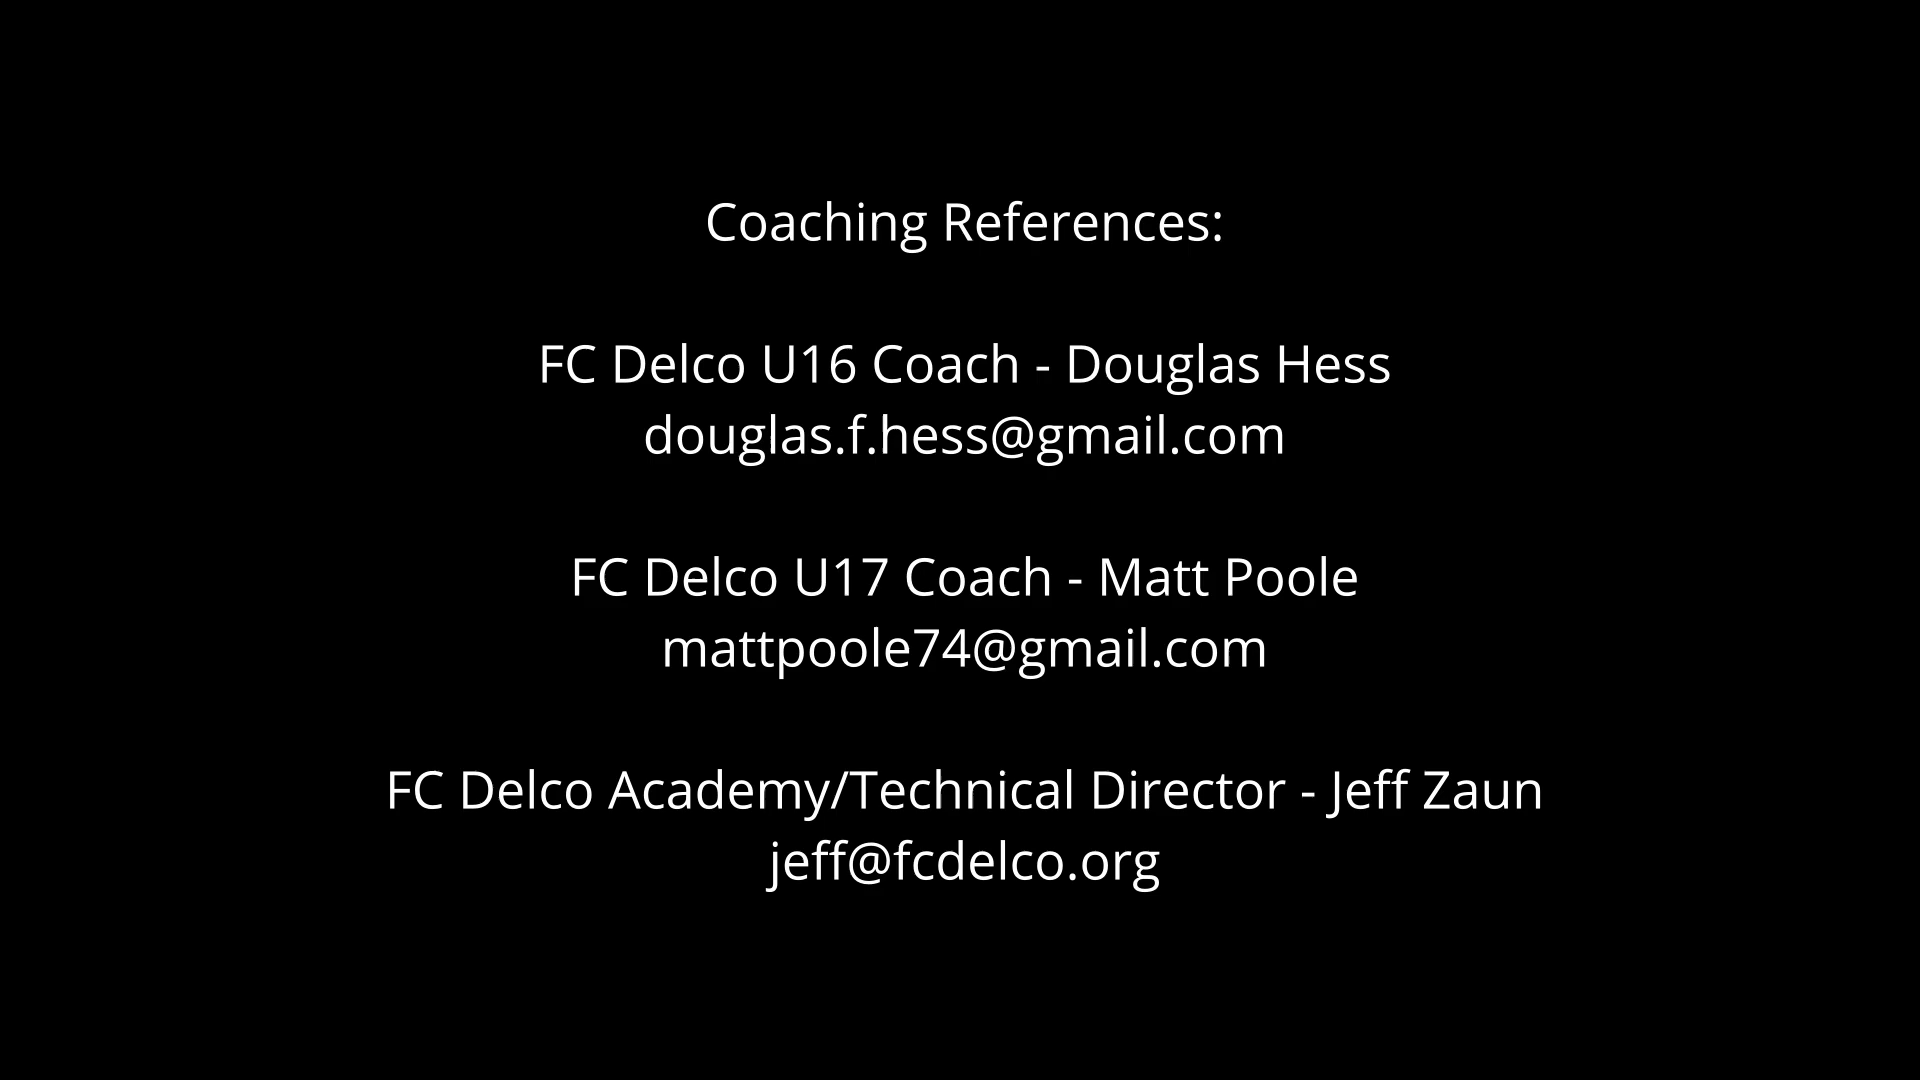 Coaching References:
FC Delco U16 Coach - Douglas Hess
douglas.f.hess@gmail.com
FC Delco U17 Coach - Matt Poole
mattpoole74@gmail.com
FC Delco Academy/Technical Director - Jeff Zaun
jeff@fcdelco.org